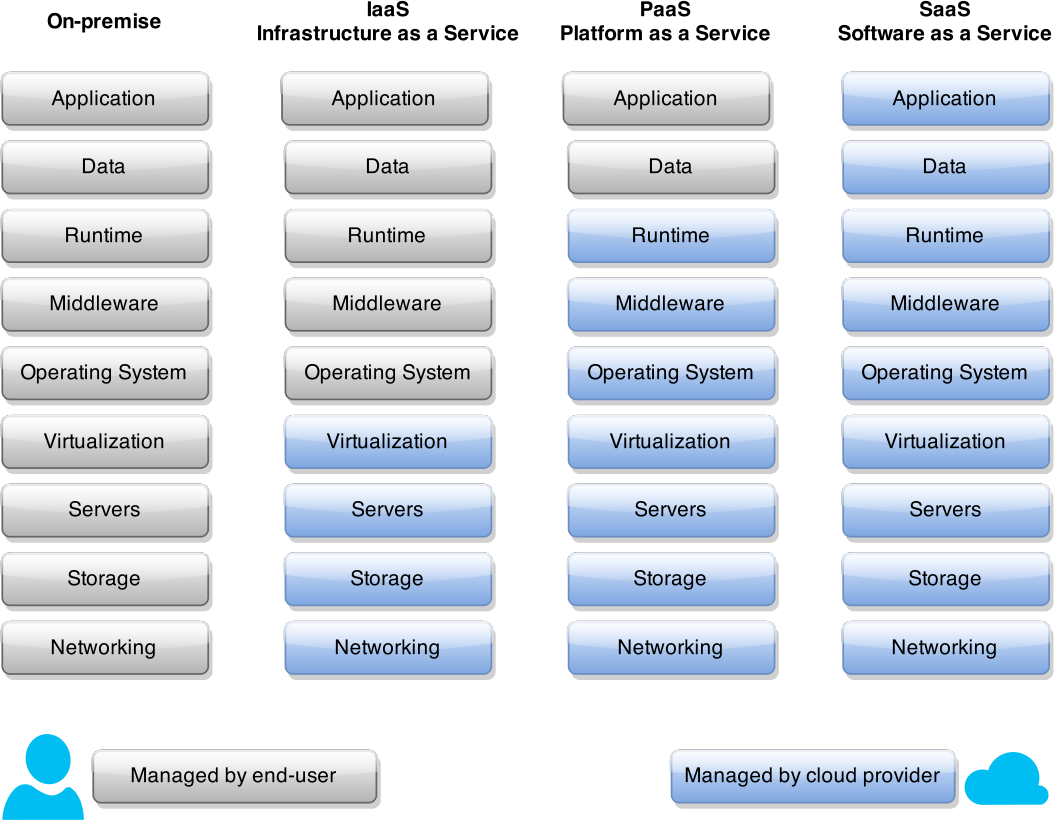 On-premise
IaaS
Infrastructure as a Service
PaaS
Platform as a Service
SaaS
Software as a Service
Application
Application
Application
Application
Data
Data
Data
Data
Runtime
Runtime
Runtime
Runtime
Middleware
Middleware
Middleware
Middleware
Operating System
Operating System
Operating System
Operating System
Virtualization
Virtualization
Virtualization
Virtualization
Servers
Servers
Servers
Servers
Storage
Storage
Storage
Storage
Networking
Networking
Networking
Networking
Managed by end-user
Managed by cloud provider